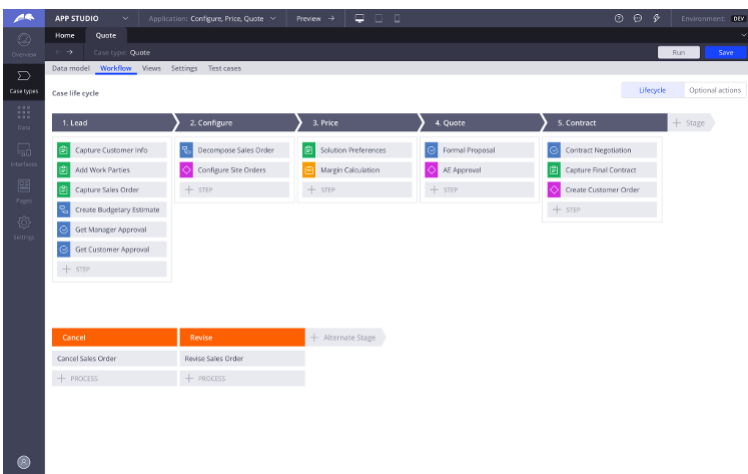 APP STUDIO
Application: Configure, Price, Quote
Preview →
Environment: DEV
Home
Quote
Case type: Quote
Run
Save
Overview
Case types
Data
Interfaces
Pages
Settings
Data model Workflow Views Settings Test cases
Case life cycle
Lifecycle Optional actions
1. Lead
Capture Customer Info
Add Work Parties
Capture Sales Order
Create Budgetary Estimate
Get Manager Approval
Get Customer Approval
+ STEP
2. Configure
Decompose Sales Order
Configure Site Orders
+ STEP
3. Price
Solution Preferences
Margin Calculation
+ STEP
4. Quote
Formal Proposal
AE Approval
+ STEP
5. Contract
Contract Negotiation
Capture Final Contract
Create Customer Order
+ STEP
+ Stage
Cancel
Cancel Sales Order
+ PROCESS
Revise
Revise Sales Order
+ PROCESS
+ Alternate Stage